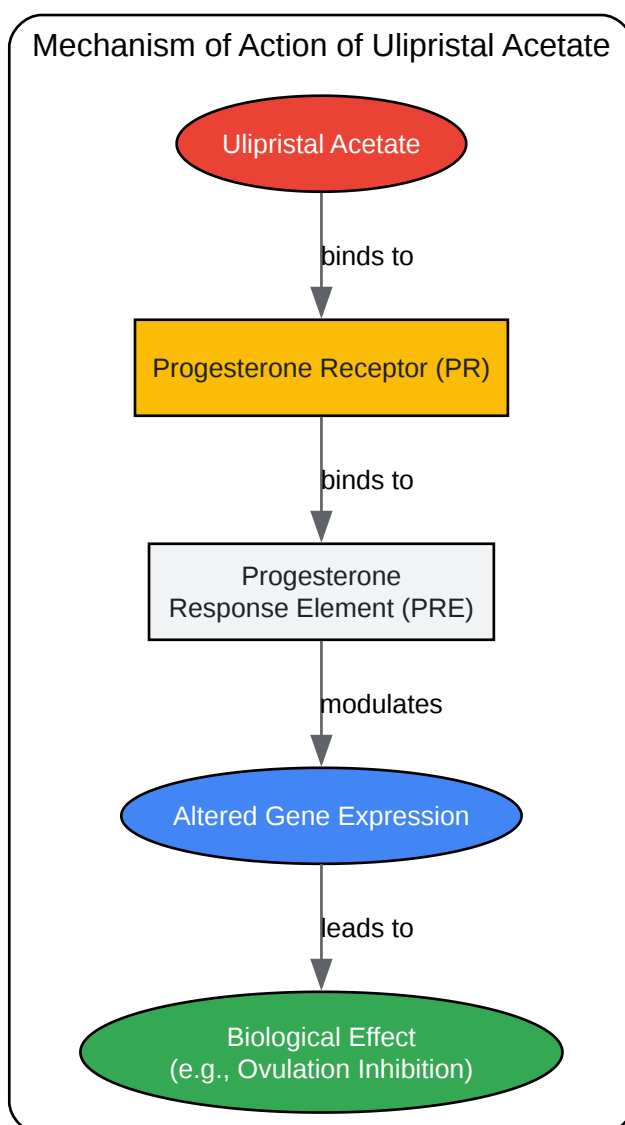 Mechanism of Action of Ulipristal Acetate
Ulipristal Acetate
binds to
Progesterone Receptor (PR)
binds to
Progesterone
Response Element (PRE)
modulates
Altered Gene Expression
leads to
Biological Effect
(e.g., Ovulation Inhibition)